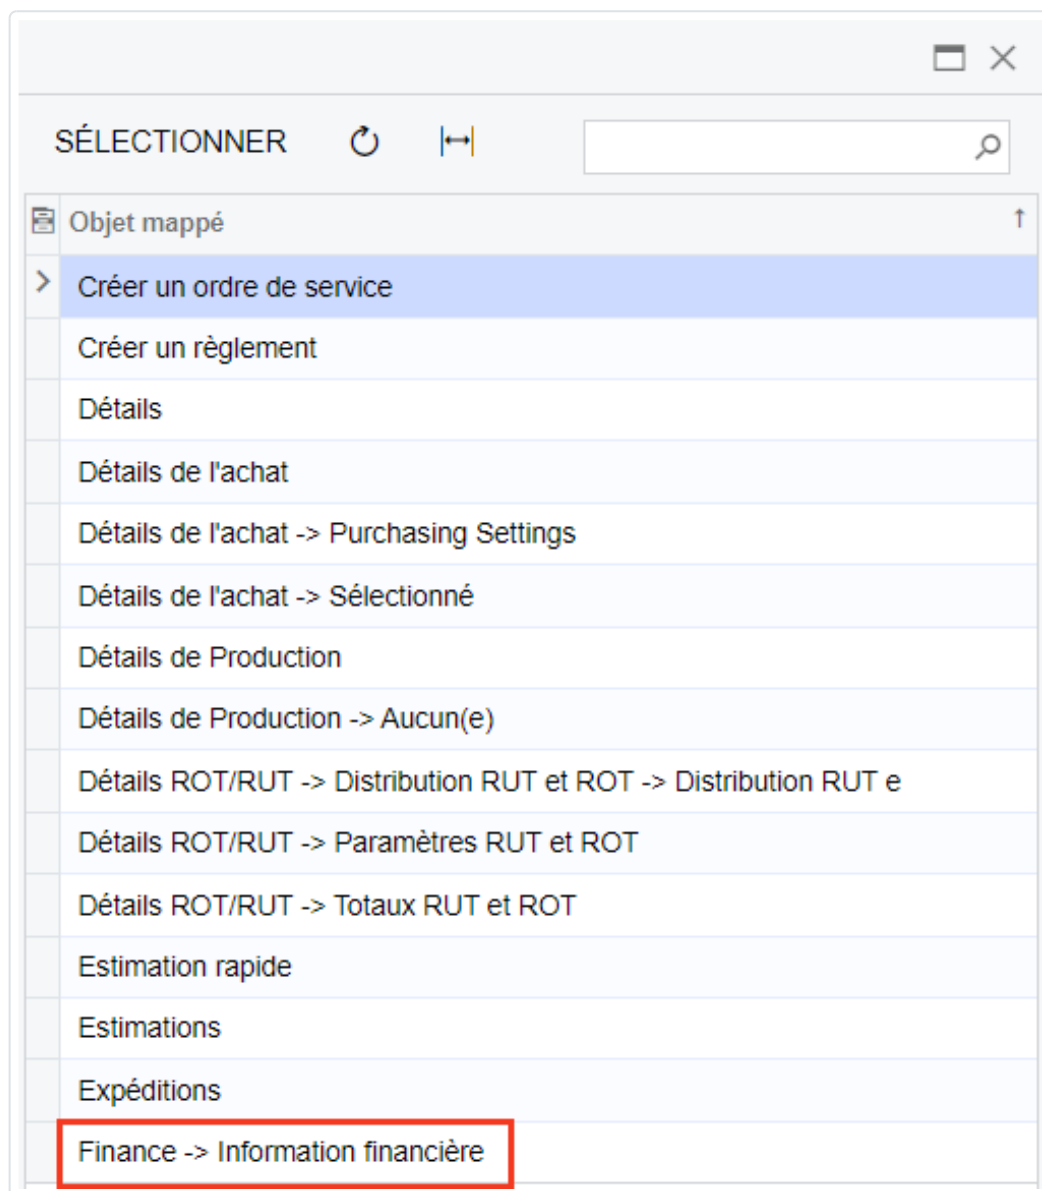 SÉLECTIONNER
Objet mappé
Créer un ordre de service
Créer un règlement
Détails
Détails de l'achat
Détails de l'achat -> Purchasing Settings
Détails de l'achat -> Sélectionné
Détails de Production
Détails de Production -> Aucun(e)
Détails ROT/RUT -> Distribution RUT et ROT -> Distribution RUT e
Détails ROT/RUT -> Paramètres RUT et ROT
Détails ROT/RUT -> Totaux RUT et ROT
Estimation rapide
Estimations
Expéditions
Finance -> Information financière